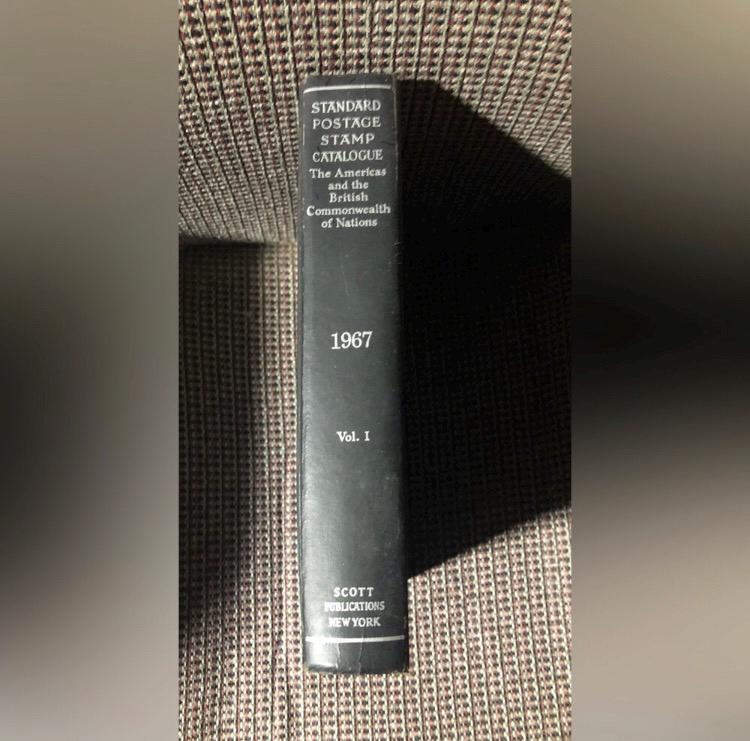 STANDARD
POSTAGE
STAMP
CATALOGUE
The Americas
and the
British
Commonwealth
of Nations
1967
Vol. I
SCOTT
PUBLICATIONS
NEW YORK